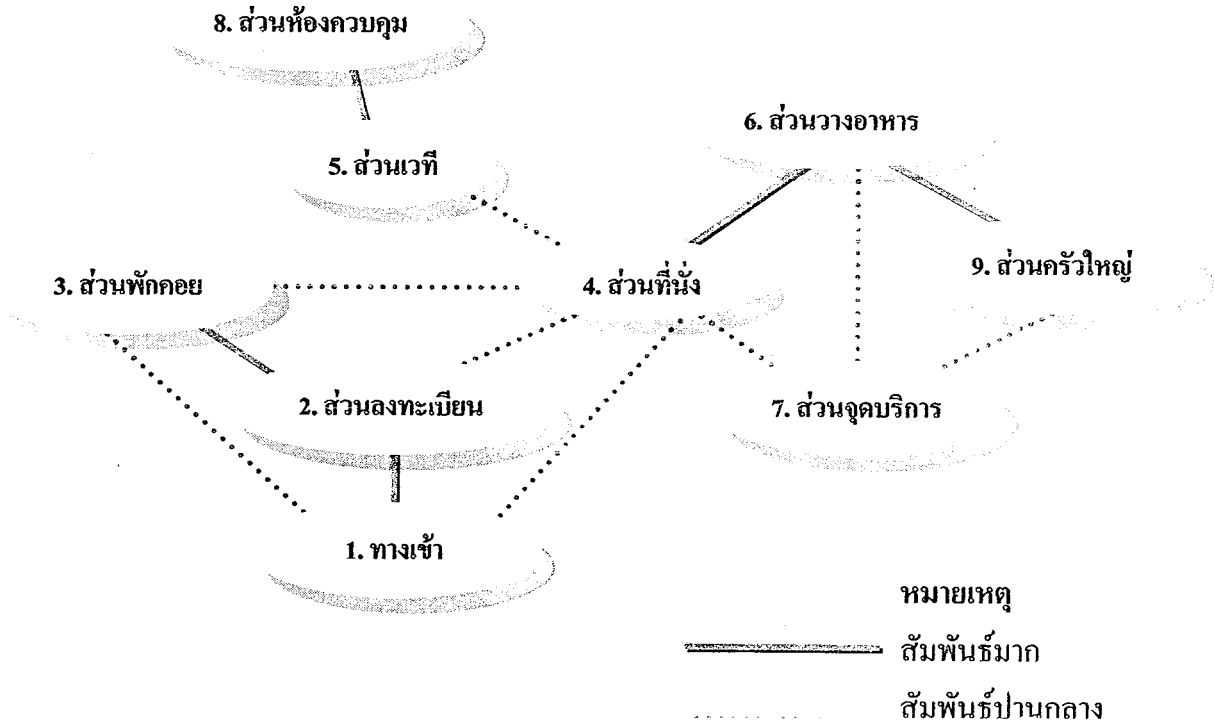 8. ส่วนห้องควบคุม
6. ส่วนวางอาหาร
5. ส่วนเวที
9. ส่วนครัวใหญ่
3. ส่วนพักคอย
4. ส่วนที่นั่ง
2. ส่วนลงทะเบียน
7. ส่วนจุดบริการ
1. ทางเข้า
หมายเหตุ
สัมพันธ์มาก
สัมพันธ์ปานกลาง